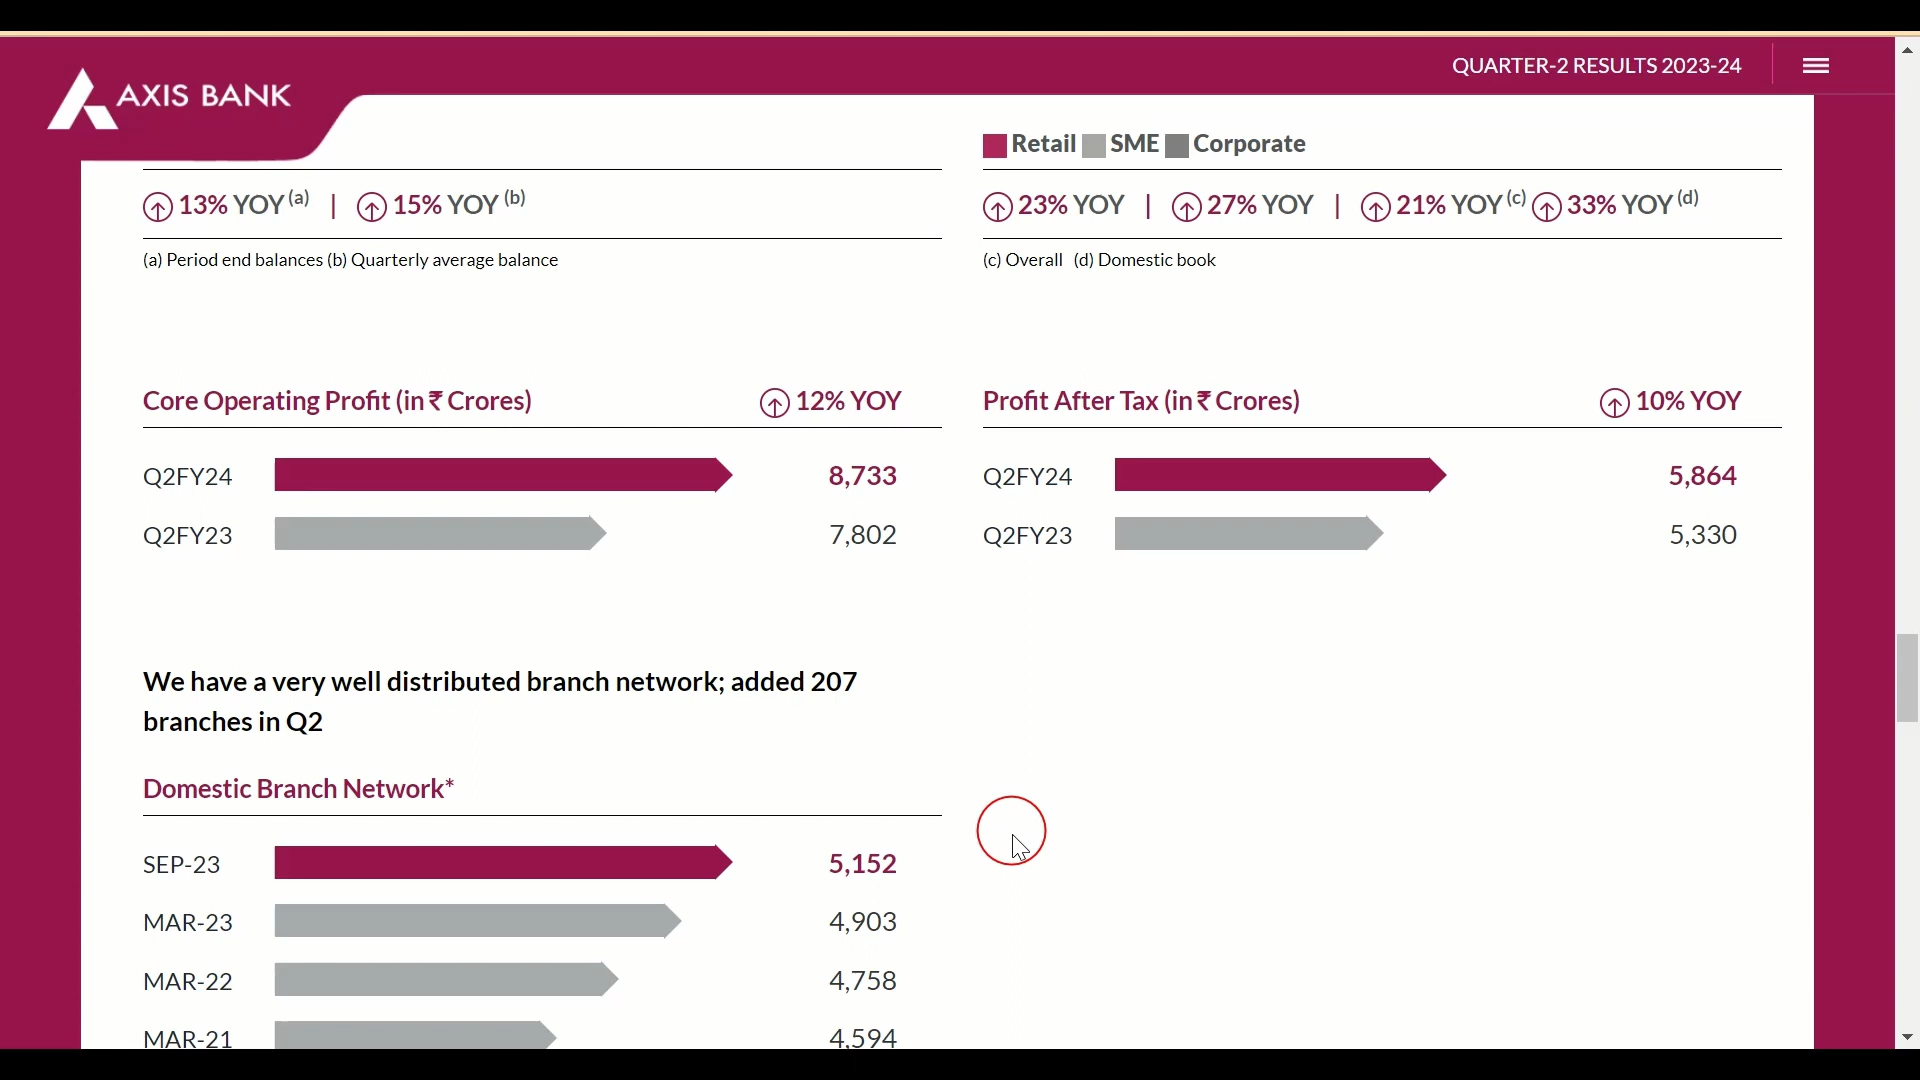 QUARTER-2 RESULTS 2023-24
AXIS BANK
Retail SME Corporate
13% YOY (a) | 15% YOY (b)
23% YOY | 27% YOY | 21% YOY (c) 33% YOY (d)
(a) Period end balances (b) Quarterly average balance
(c) Overall (d) Domestic book
Core Operating Profit (in ₹ Crores) 12% YOY
Q2FY24 8,733
Q2FY23 7,802
Profit After Tax (in ₹ Crores) 10% YOY
Q2FY24 5,864
Q2FY23 5,330
We have a very well distributed branch network; added 207
branches in Q2
Domestic Branch Network*
SEP-23 5,152
MAR-23 4,903
MAR-22 4,758
MAR-21 4,594